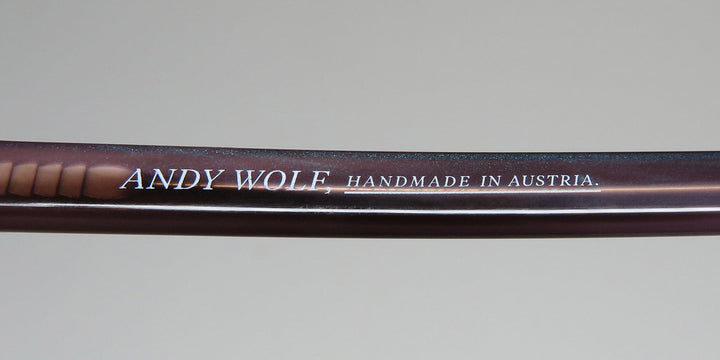 ANDY WOLF, HANDMADE IN AUSTRIA.